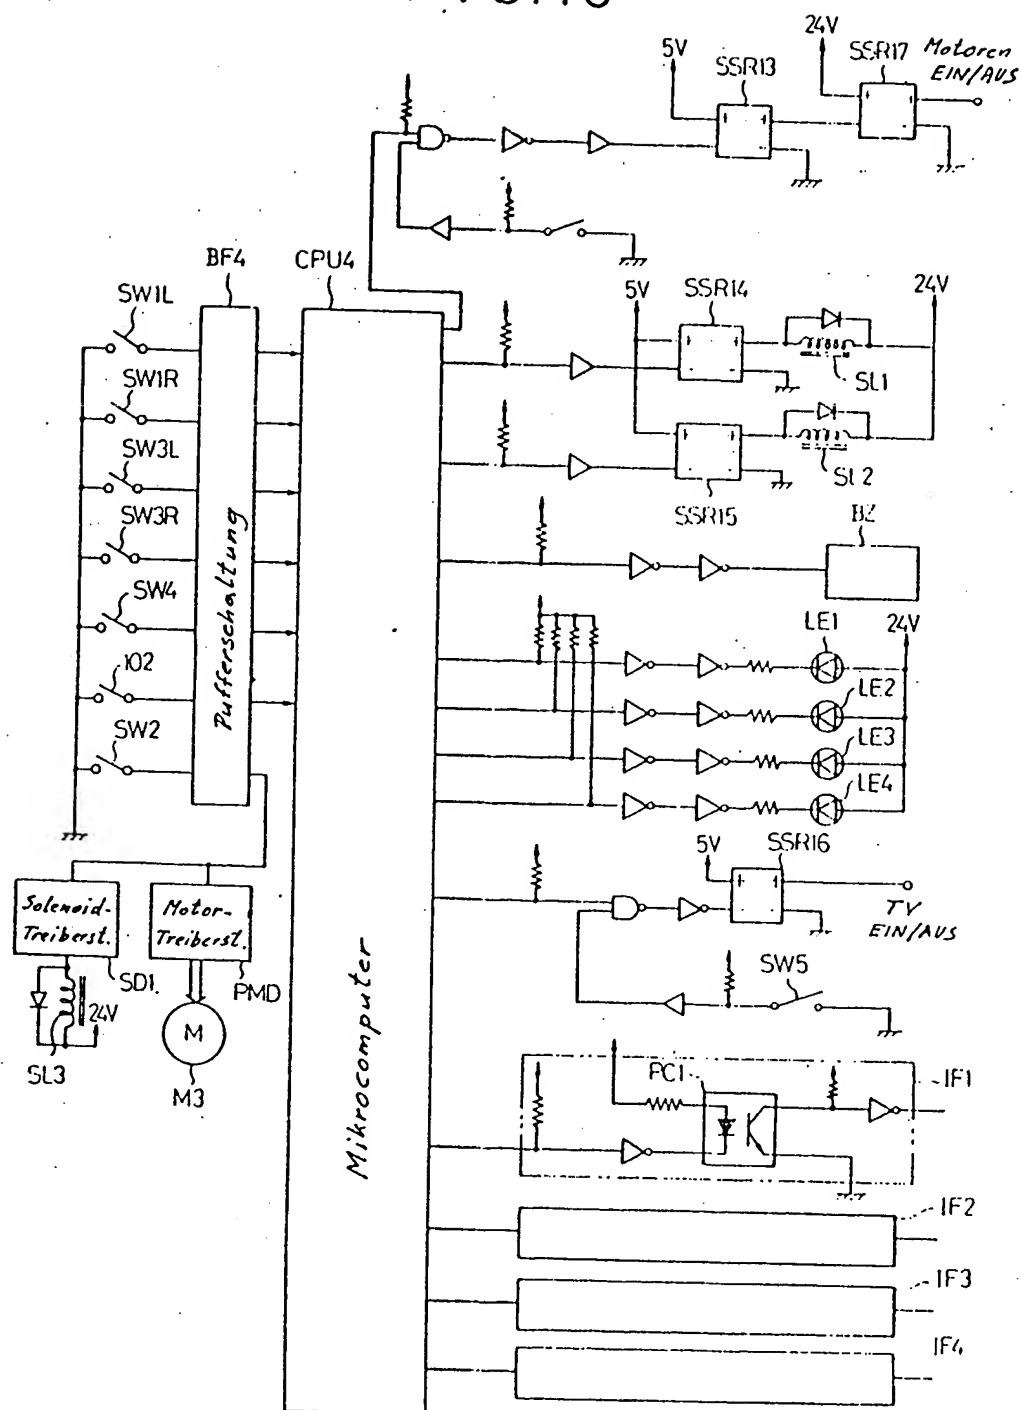 24V
5V
SSR13
SSR17
Motoren
EIN/AUS
BF4
CPU4
SW1L
SW1R
SW3L
SW3R
SW4
102
SW2
Pufferschaltung
Mikrocomputer
5V
SSR14
24V
SL1
SL2
SSR15
BZ
LE1
24V
LE2
LE3
LE4
5V
SSR16
TV
EIN/AUS
SW5
Solenoid-
Treiberst.
Motor-
Treiberst.
SD1
PMD
24V
SL3
M
M3
PC1
IF1
IF2
IF3
IF4